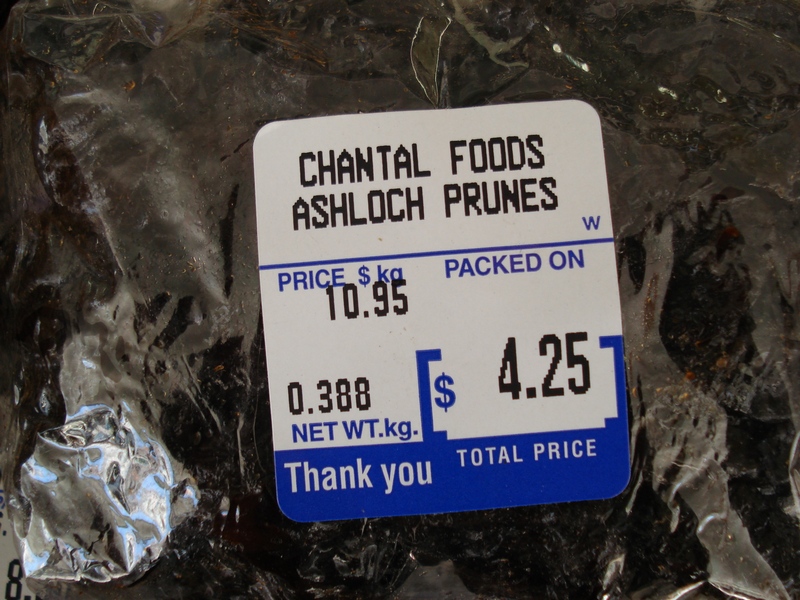 CHANTAL FOODS
ASHLOCH PRUNES
W
PRICE $ kg
PACKED ON
10.95
$ 4.25
0.388
NET WT.kg.
TOTAL PRICE
Thank you
8.